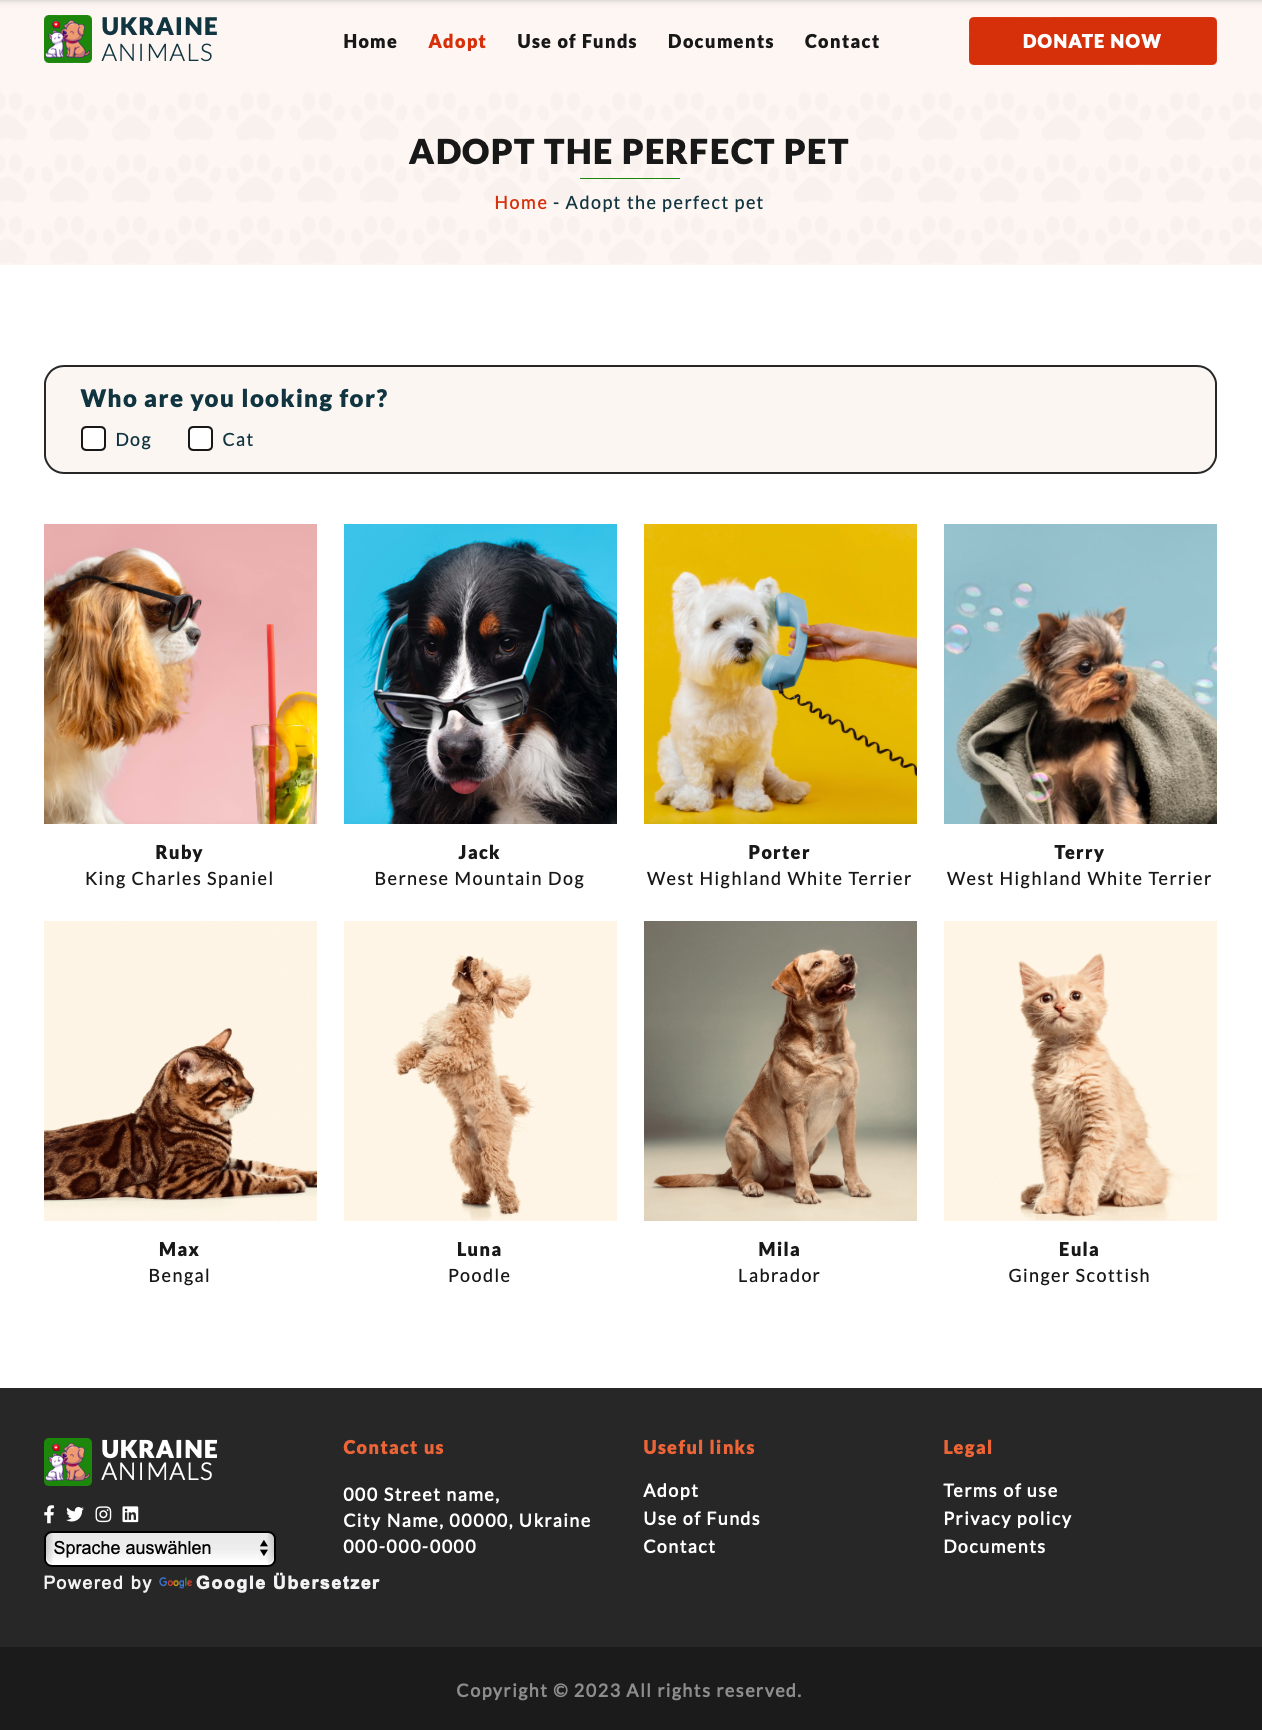 UKRAINE
ANIMALS
Home
Adopt
Use of Funds
Documents
Contact
DONATE NOW
ADOPT THE PERFECT PET
Home - Adopt the perfect pet
Who are you looking for?
Dog
Cat
Ruby
King Charles Spaniel
Jack
Bernese Mountain Dog
Porter
West Highland White Terrier
Terry
West Highland White Terrier
Max
Bengal
Luna
Poodle
Mila
Labrador
Eula
Ginger Scottish
UKRAINE
ANIMALS
Sprache auswählen
Powered by Google Google Übersetzer
Contact us
000 Street name,
City Name, 00000, Ukraine
000-000-0000
Useful links
Adopt
Use of Funds
Contact
Legal
Terms of use
Privacy policy
Documents
Copyright © 2023 All rights reserved.